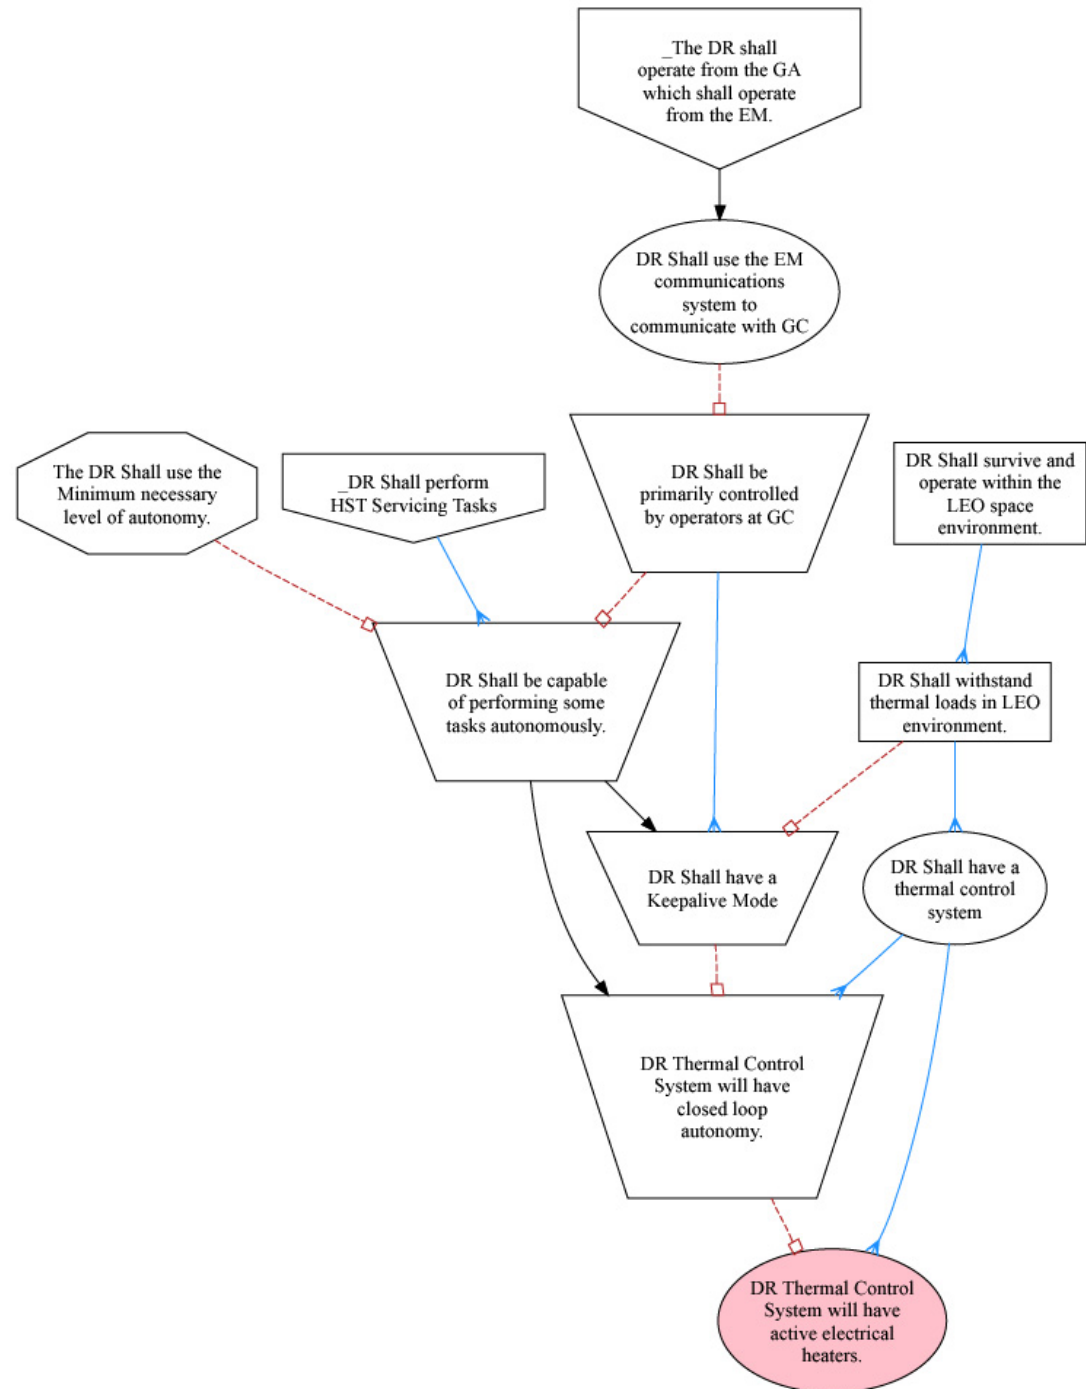 _The DR shall
operate from the GA
which shall operate
from the EM.
DR Shall use the EM
communications
system to
communicate with GC
The DR Shall use the
Minimum necessary
level of autonomy.
_DR Shall perform
HST Servicing Tasks
DR Shall be
primarily controlled
by operators at GC
DR Shall survive and
operate within the
LEO space
environment.
DR Shall be capable
of performing some
tasks autonomously.
DR Shall withstand
thermal loads in LEO
environment.
DR Shall have a
Keepalive Mode
DR Shall have a
thermal control
system
DR Thermal Control
System will have
closed loop
autonomy.
DR Thermal Control
System will have
active electrical
heaters.